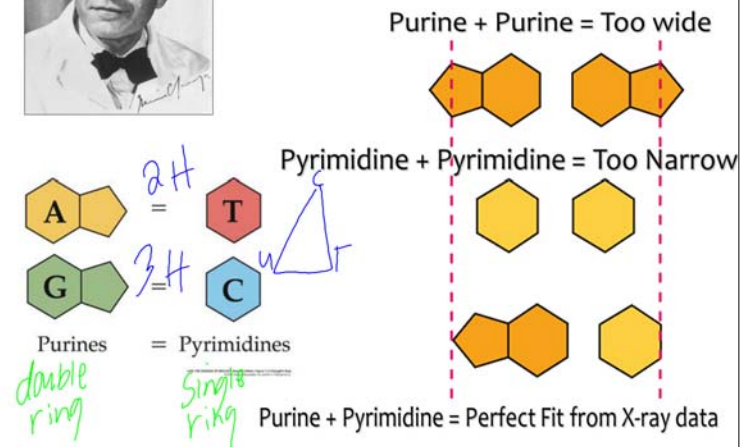 Purine + Purine = Too wide
Pyrimidine + Pyrimidine = Too Narrow
2H
A = T
3H
G = C
C
U T
Purines = Pyrimidines
double
ring
single
ring
Purine + Pyrimidine = Perfect Fit from X-ray data